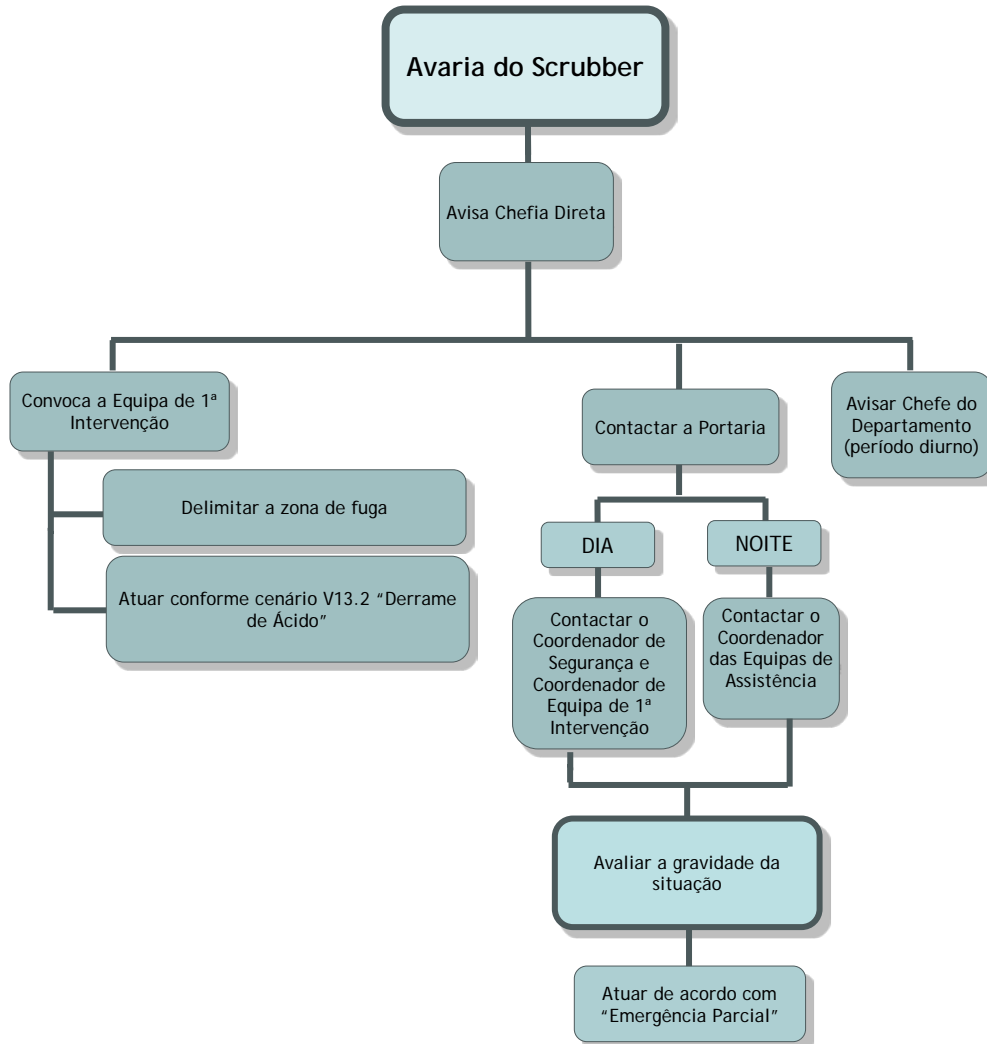 Avaria do Scrubber
Avisa Chefia Direta
Convoca a Equipa de 1ª
Intervenção
Delimitar a zona de fuga
Atuar conforme cenário V13.2 “Derrame
de Ácido”
Contactar a Portaria
DIA
Contactar o
Coordenador de
Segurança e
Coordenador de
Equipa de 1ª
Intervenção
NOITE
Contactar o
Coordenador
das Equipas de
Assistência
Avaliar a gravidade da
situação
Atuar de acordo com
“Emergência Parcial”
Avisar Chefe do
Departamento
(período diurno)